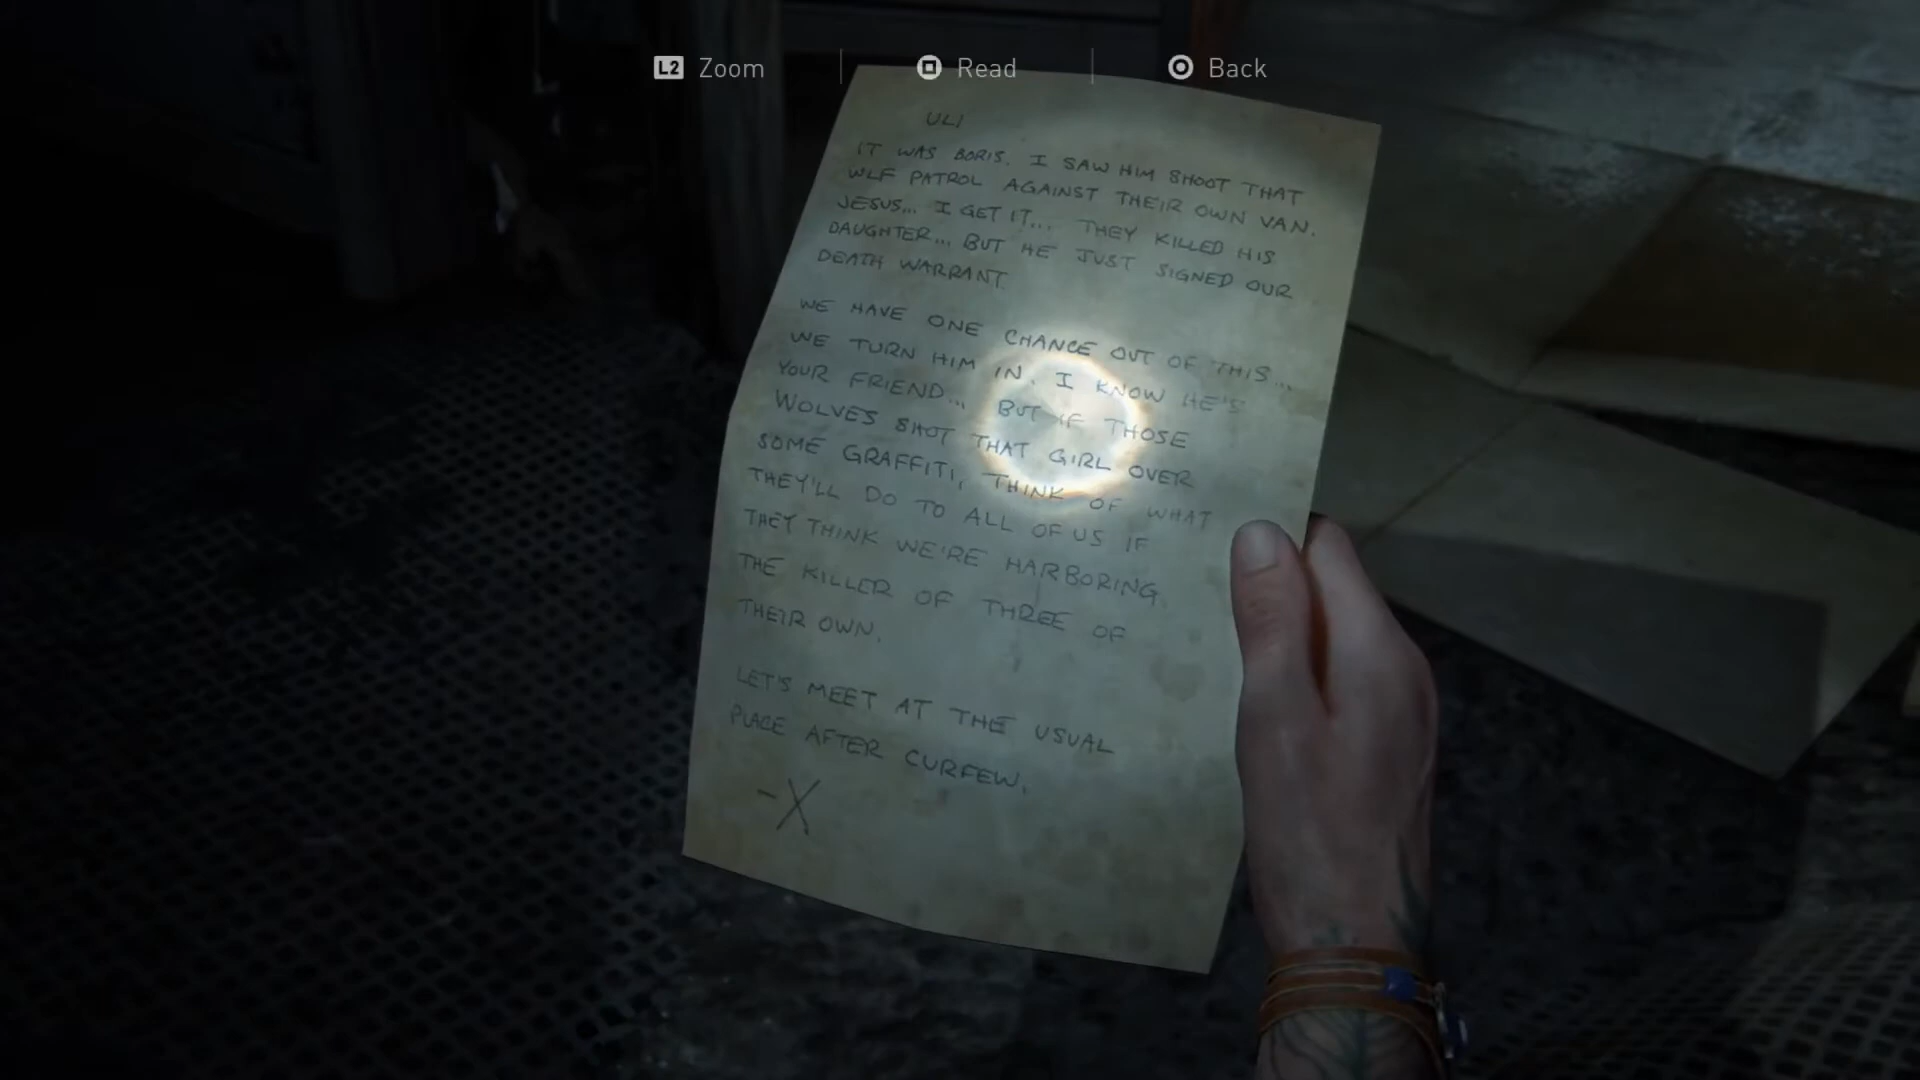 L2 Zoom Read Back
ULI
IT WAS BORIS. I SAW HIM SHOOT THAT
WLF PATROL AGAINST THEIR OWN VAN.
JESUS... I GET IT... THEY KILLED HIS
DAUGHTER... BUT HE JUST SIGNED OUR
DEATH WARRANT.
WE HAVE ONE CHANCE OUT OF THIS...
WE TURN HIM IN. I KNOW HE'S
YOUR FRIEND... BUT IF THOSE
WOLVES SHOT THAT GIRL OVER
SOME GRAFFITI, THINK OF WHAT
THEY'LL DO TO ALL OF US IF
THEY THINK WE'RE HARBORING
THE KILLER OF THREE OF
THEIR OWN.
LET'S MEET AT THE USUAL
PLACE AFTER CURFEW.
-X